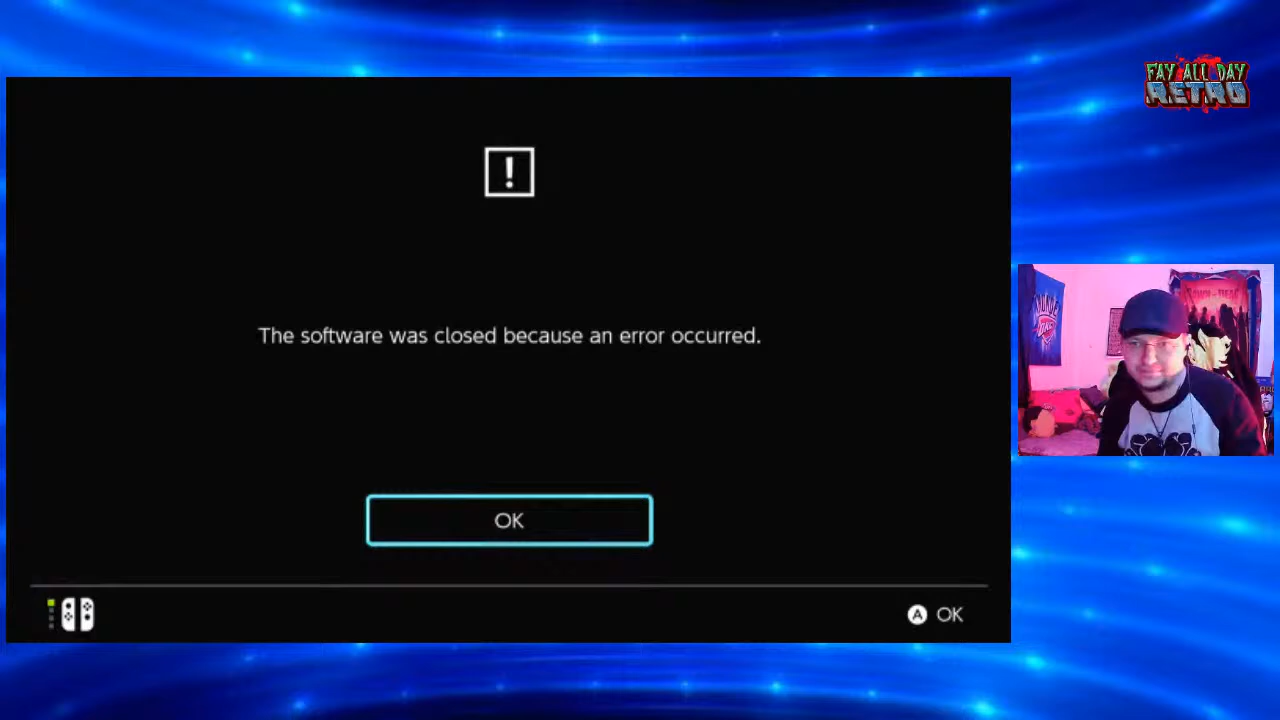 FAY ALL DAY
RETRO
!
The software was closed because an error occurred.
OK
A OK